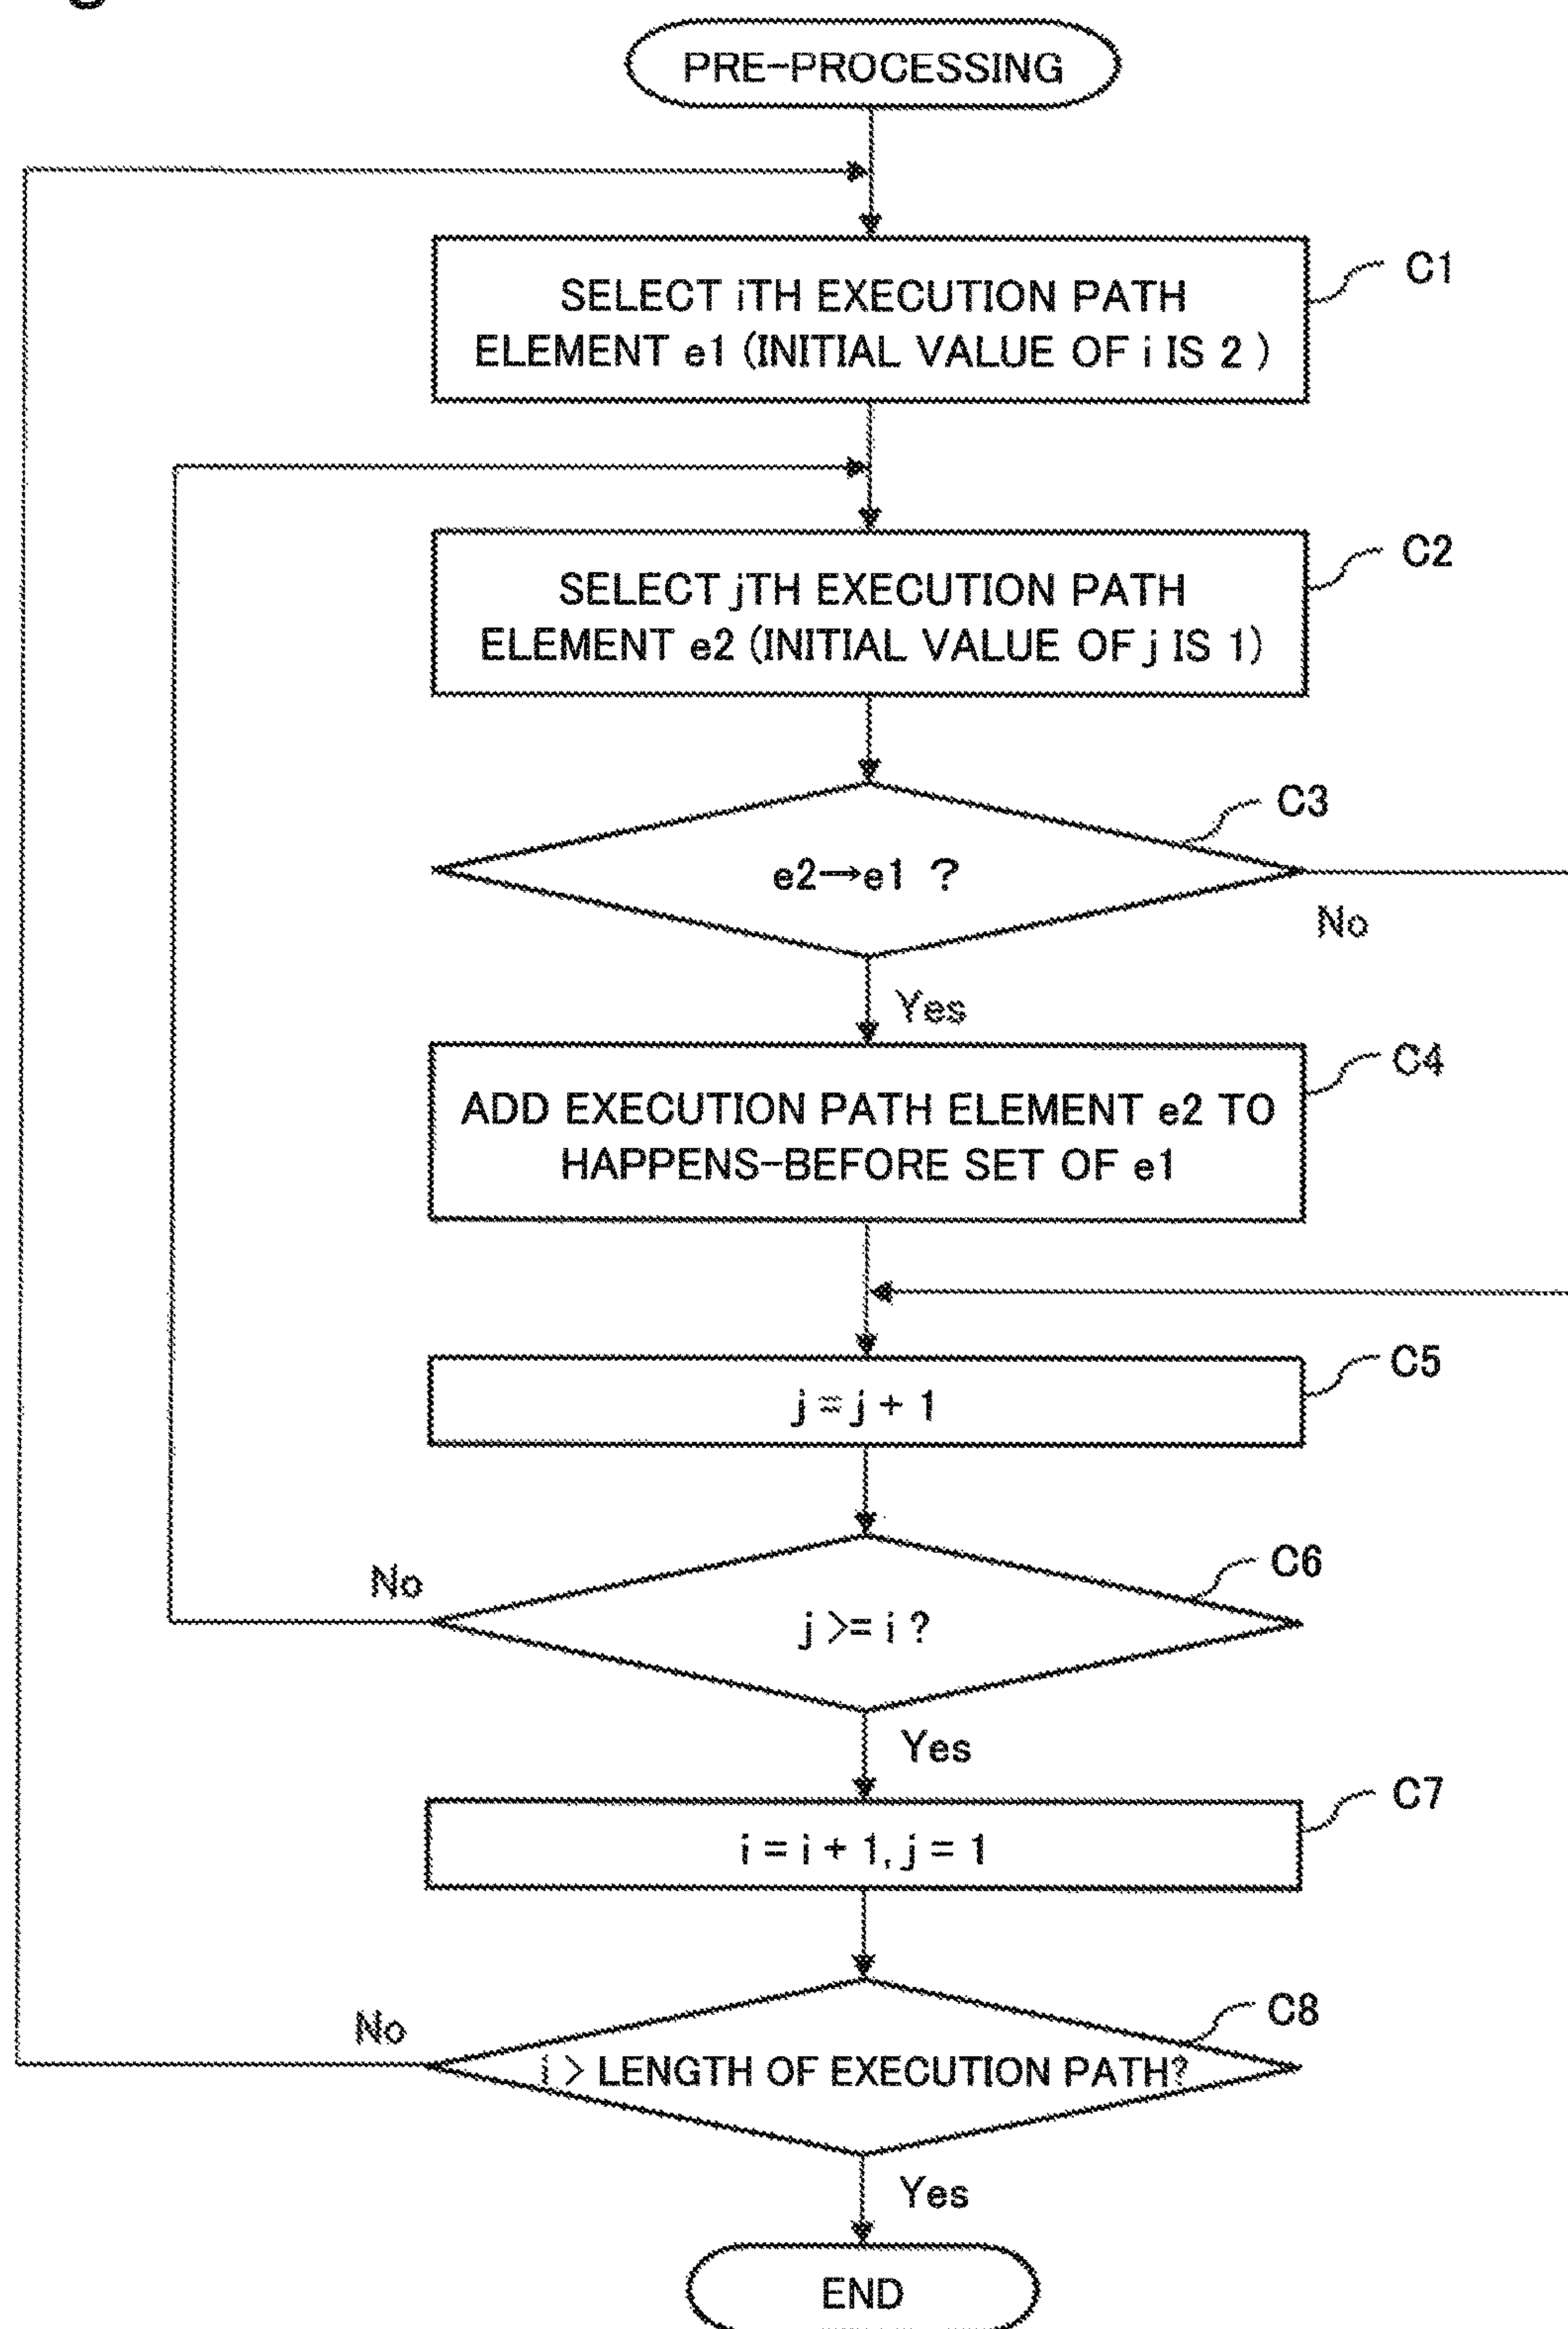 PRE-PROCESSING
C1
SELECT iTH EXECUTION PATH
ELEMENT e1 (INITIAL VALUE OF i IS 2 )
C2
SELECT jTH EXECUTION PATH
ELEMENT e2 (INITIAL VALUE OF j IS 1)
C3
e2→e1 ?
No
Yes
C4
ADD EXECUTION PATH ELEMENT e2 TO
HAPPENS-BEFORE SET OF e1
C5
j = j + 1
C6
No
j >= i ?
Yes
C7
i = i + 1, j = 1
C8
No
i > LENGTH OF EXECUTION PATH?
Yes
END